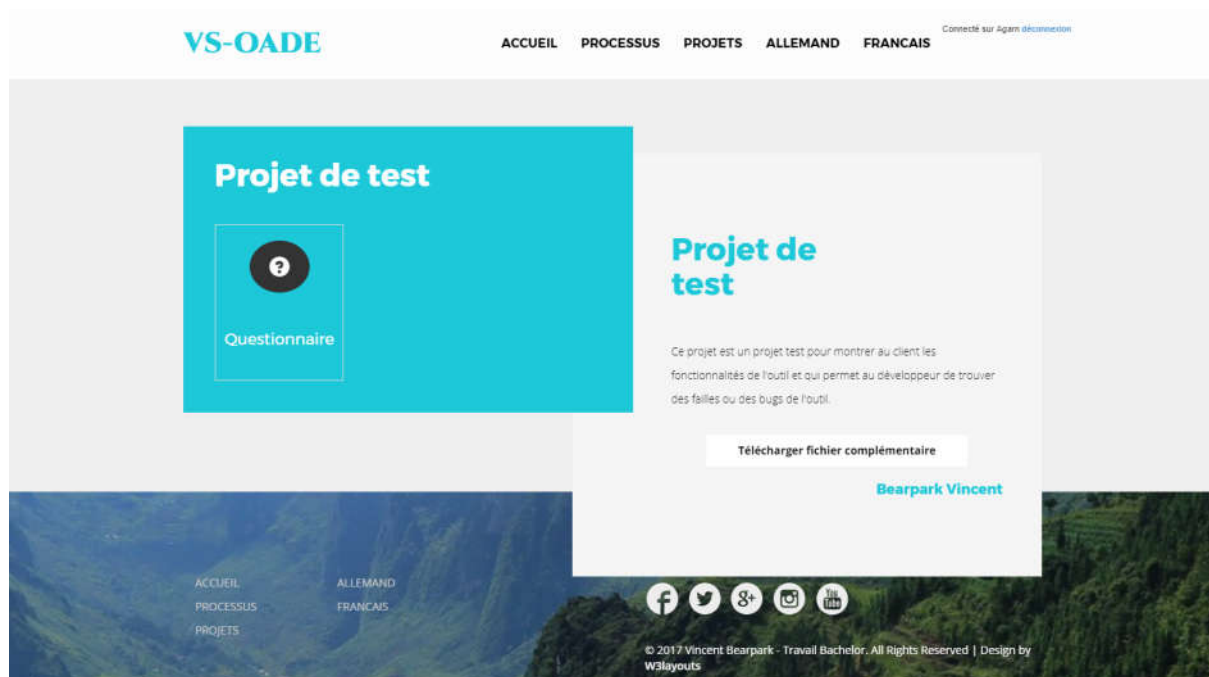 VS-OADE
ACCUEIL PROCESSUS PROJETS ALLEMAND FRANCAIS
Connecté sur Agarn déconnexion
Projet de test
Questionnaire
Projet de
test
Ce projet est un projet test pour montrer au client les
fonctionnalités de l'outil et qui permet au développeur de trouver
des failles ou des bugs de l'outil.
Télécharger fichier complémentaire
Bearpark Vincent
ACCUEIL ALLEMAND
PROCESSUS FRANCAIS
PROJETS
You
Tube
© 2017 Vincent Bearpark - Travail Bachelor. All Rights Reserved | Design by
W3layouts